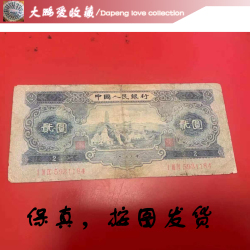 大鹏爱收藏
/Dapeng love collection/
中國人民銀行
貳圓
貳圓
保真，按图发货